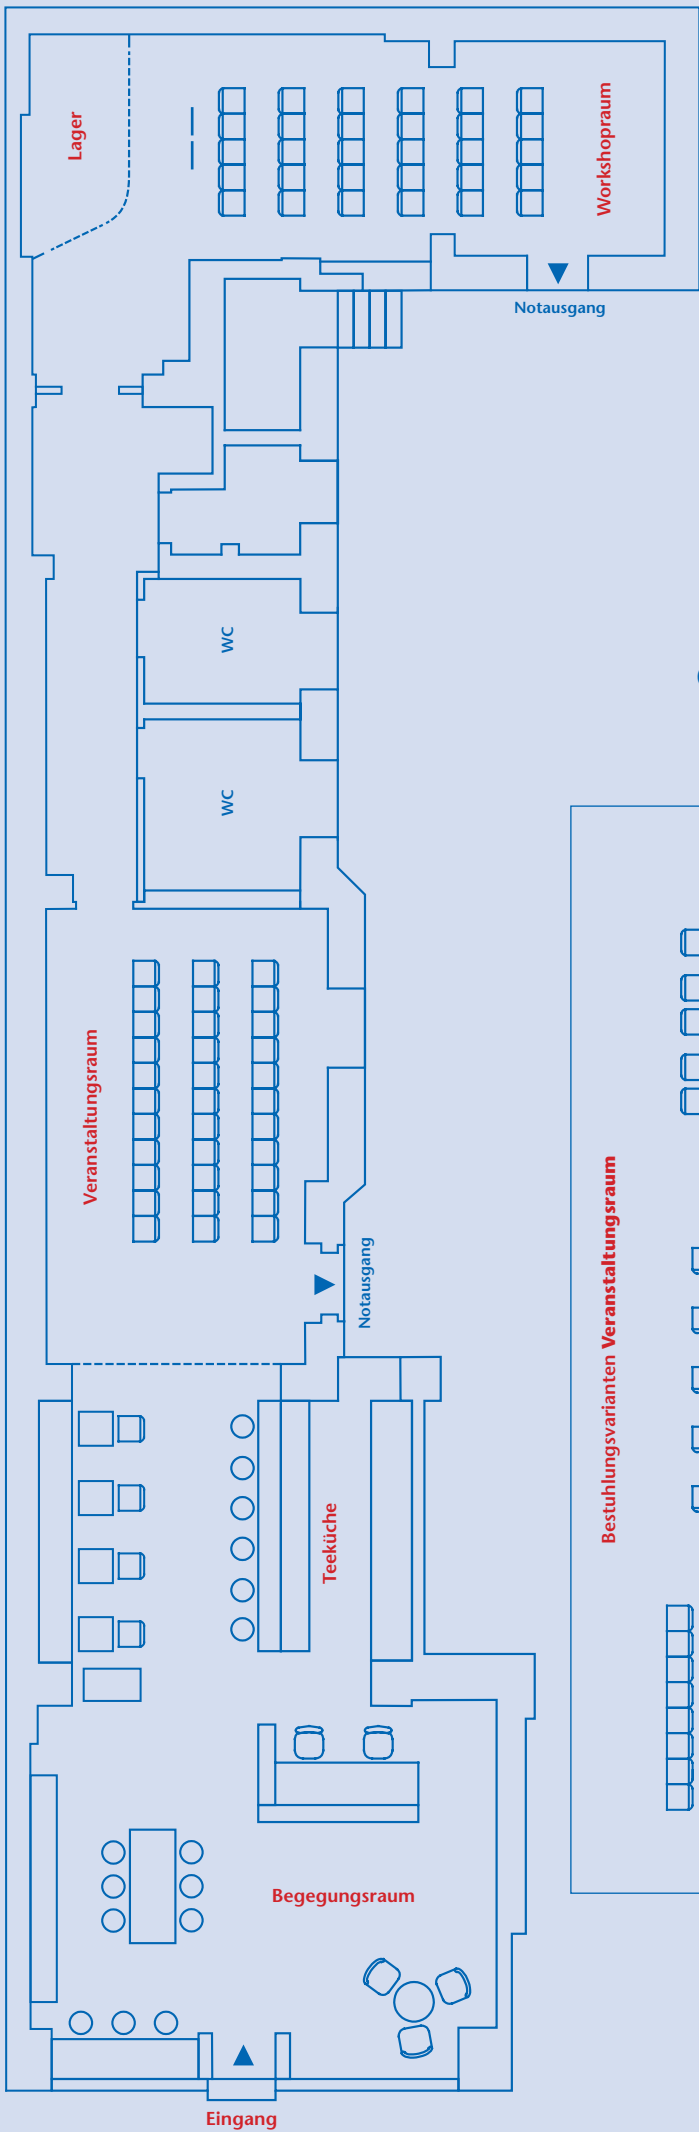 Lager
Workshopraum
Notausgang
WC
WC
Veranstaltungsraum
Notausgang
Bestuhlungsvarianten Veranstaltungsraum
Teeküche
Begegungsraum
Eingang